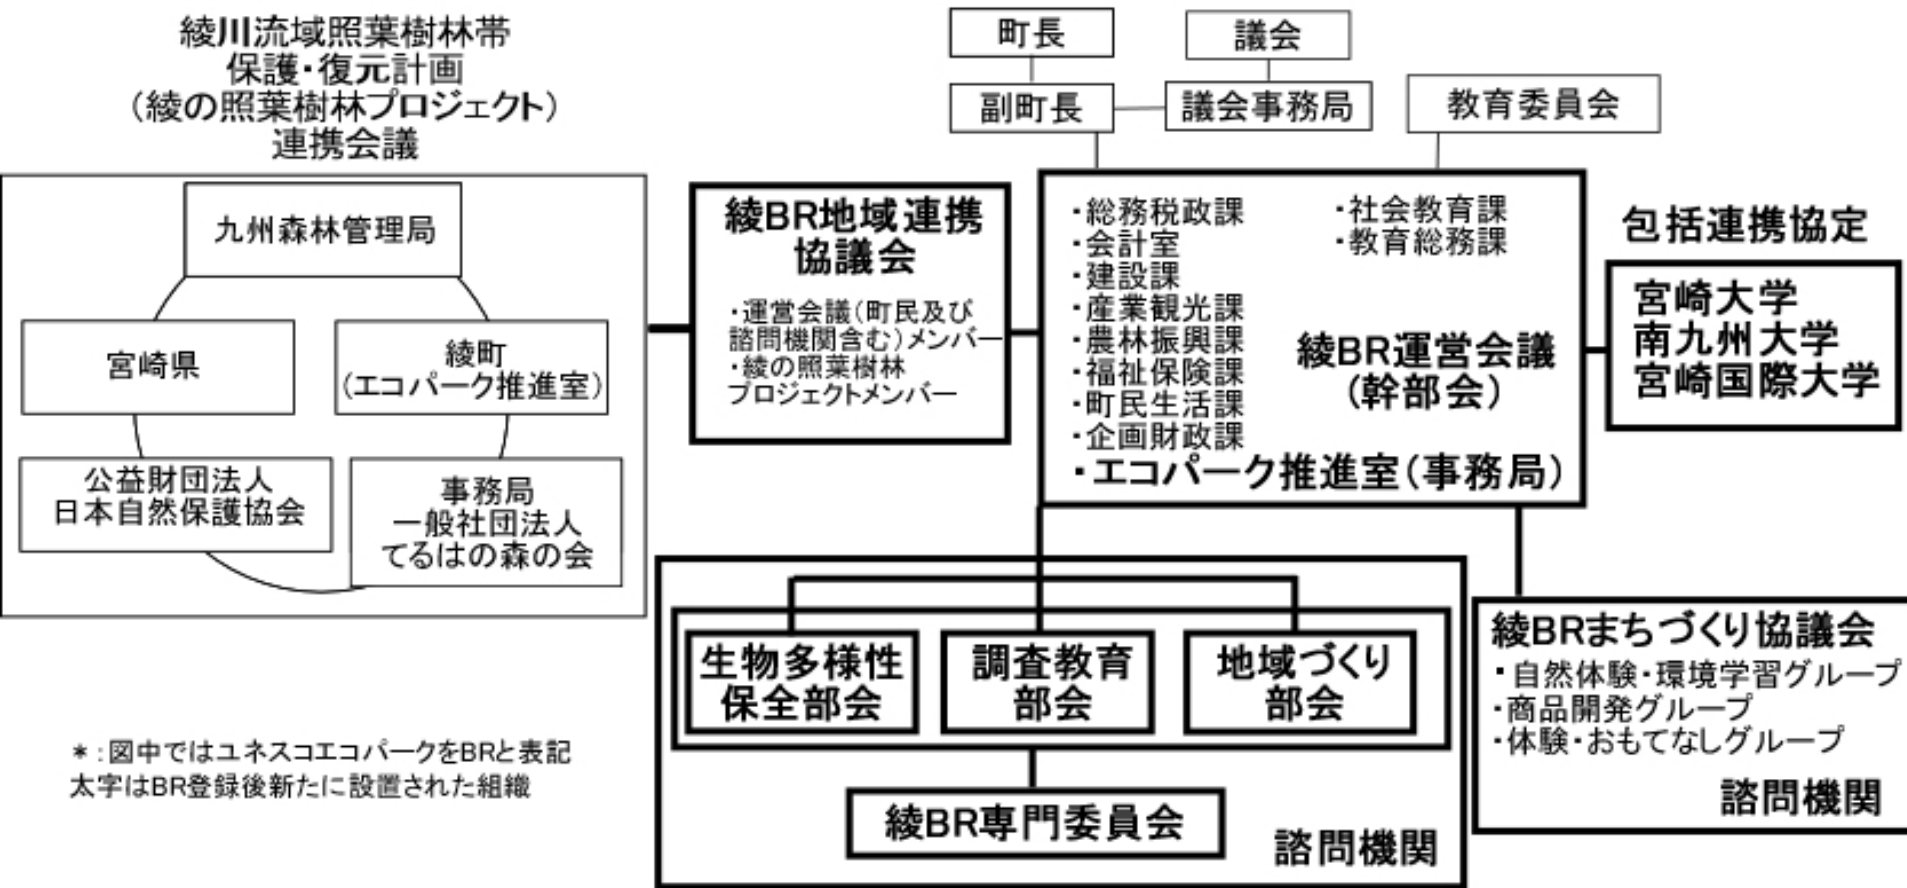 綾川流域照葉樹林帯
保護・復元計画
（綾の照葉樹林プロジェクト）
連携会議
九州森林管理局
宮崎県
綾町
（エコパーク推進室）
公益財団法人
日本自然保護協会
事務局
一般社団法人
てるはの森の会
町長
議会
副町長
議会事務局
教育委員会
綾BR地域連携
協議会
・運営会議（町民及び
諮問機関含む）メンバー
・綾の照葉樹林
プロジェクトメンバー
・総務税政課
・会計室
・建設課
・産業観光課
・農林振興課
・福祉保険課
・町民生活課
・企画財政課
・エコパーク推進室（事務局）
・社会教育課
・教育総務課
綾BR運営会議
（幹部会）
包括連携協定
宮崎大学
南九州大学
宮崎国際大学
生物多様性
保全部会
調査教育
部会
地域づくり
部会
綾BR専門委員会
諮問機関
綾BRまちづくり協議会
・自然体験・環境学習グループ
・商品開発グループ
・体験・おもてなしグループ
諮問機関
＊：図中ではユネスコエコパークをBRと表記
太字はBR登録後新たに設置された組織